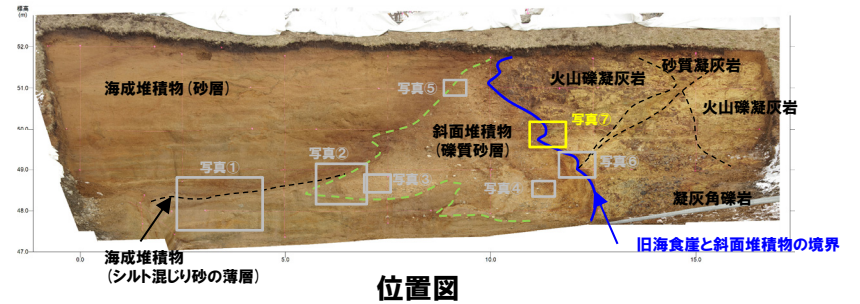 標高
(m)
52.0
51.0
50.0
49.0
48.0
47.0
0.0
5.0
10.0
15.0
海成堆積物(砂層)
写真⑤
火山礫凝灰岩
砂質凝灰岩
火山礫凝灰岩
写真⑦
斜面堆積物
(礫質砂層)
写真①
写真②
写真③
写真④
写真⑥
凝灰角礫岩
旧海食崖と斜面堆積物の境界
海成堆積物
(シルト混じり砂の薄層)
位置図